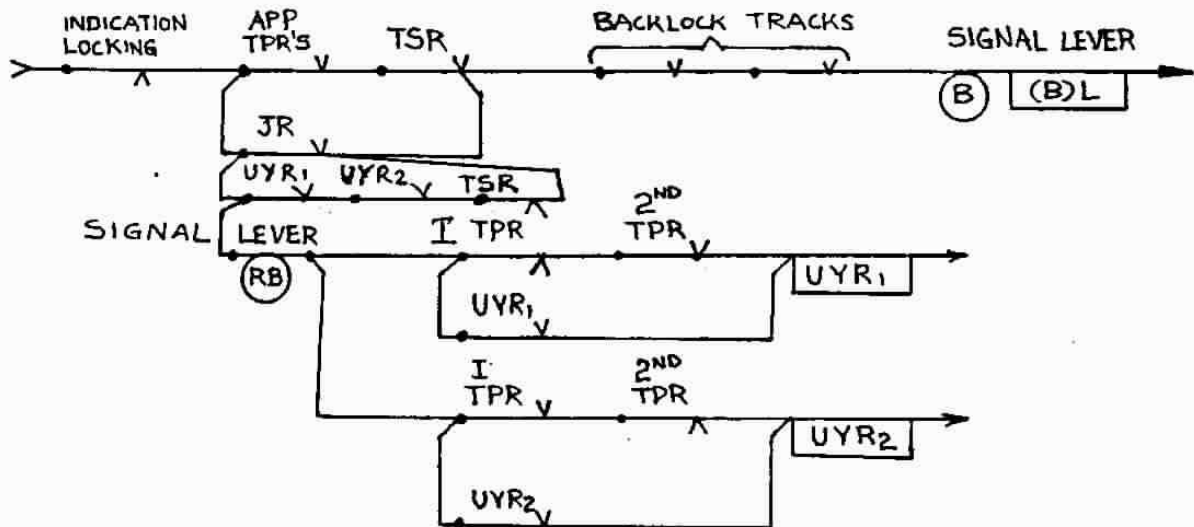 INDICATION LOCKING
APP TPR'S
TSR
BACKLOCK TRACKS
SIGNAL LEVER
B
(B)L
JR
UYR1
UYR2
TSR
SIGNAL LEVER
RB
I TPR
2ND TPR
UYR1
UYR1
I TPR
2ND TPR
UYR2
UYR2